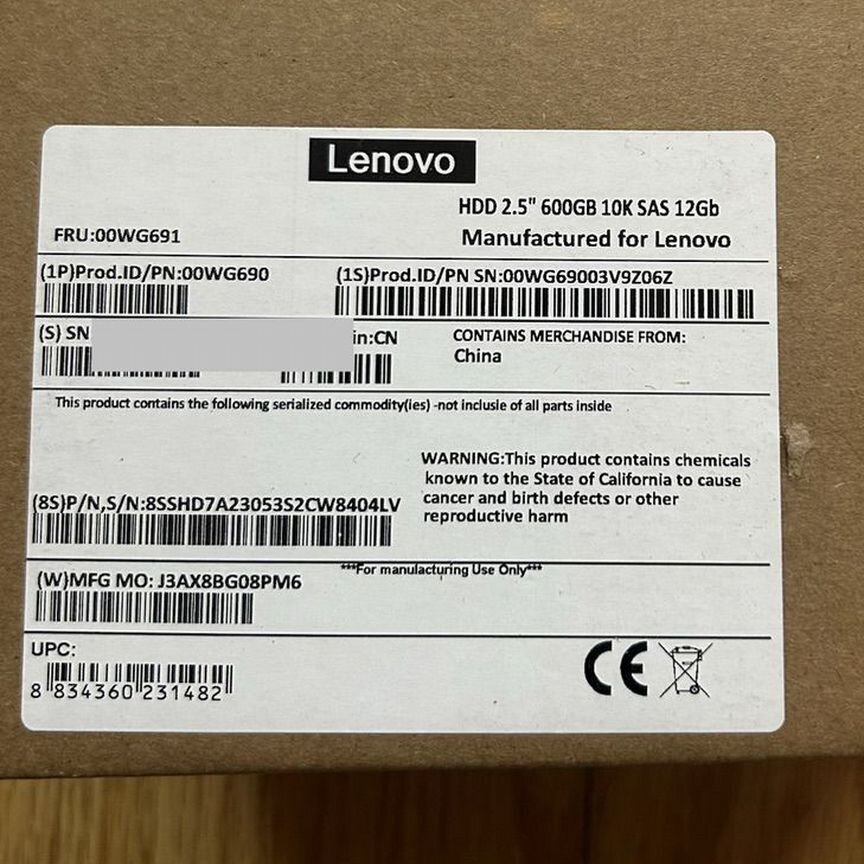 Lenovo
HDD 2.5" 600GB 10K SAS 12Gb
FRU:00WG691
Manufactured for Lenovo
(1P)Prod.ID/PN:00WG690
(1S)Prod.ID/PN SN:00WG69003V9Z06Z
(S) SN
in:CN
CONTAINS MERCHANDISE FROM:
China
This product contains the following serialized commodity(ies) -not inclusie of all parts inside
WARNING:This product contains chemicals
known to the State of California to cause
cancer and birth defects or other
reproductive harm
(8S)P/N,S/N:8SSHD7A23053S2CW8404LV
***For manufacturing Use Only***
(W)MFG MO: J3AX8BG08PM6
UPC:
8 834360 231482
CE